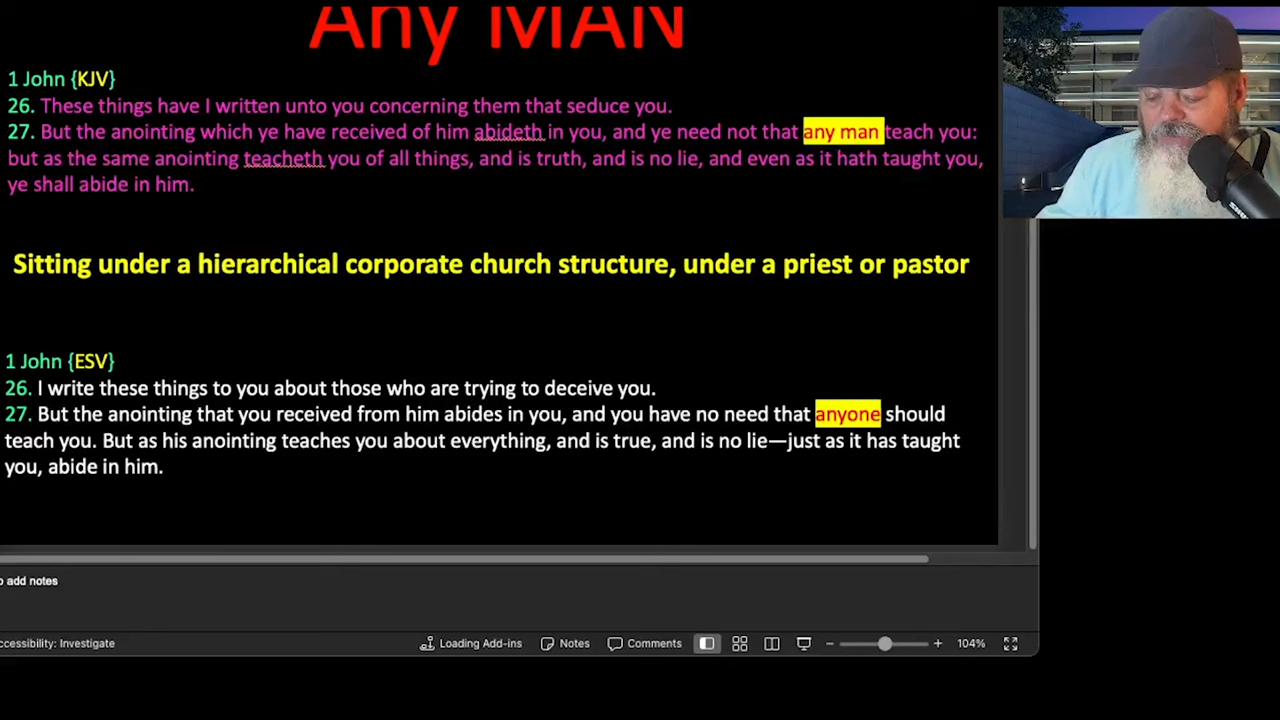 Any MAN
1 John {KJV}
26. These things have I written unto you concerning them that seduce you.
27. But the anointing which ye have received of him abideth in you, and ye need not that any man teach you:
but as the same anointing teacheth you of all things, and is truth, and is no lie, and even as it hath taught you,
ye shall abide in him.
Sitting under a hierarchical corporate church structure, under a priest or pastor
1 John {ESV}
26. I write these things to you about those who are trying to deceive you.
27. But the anointing that you received from him abides in you, and you have no need that anyone should
teach you. But as his anointing teaches you about everything, and is true, and is no lie—just as it has taught
you, abide in him.
o add notes
ccessibility: Investigate
Loading Add-ins
Notes
Comments
104%